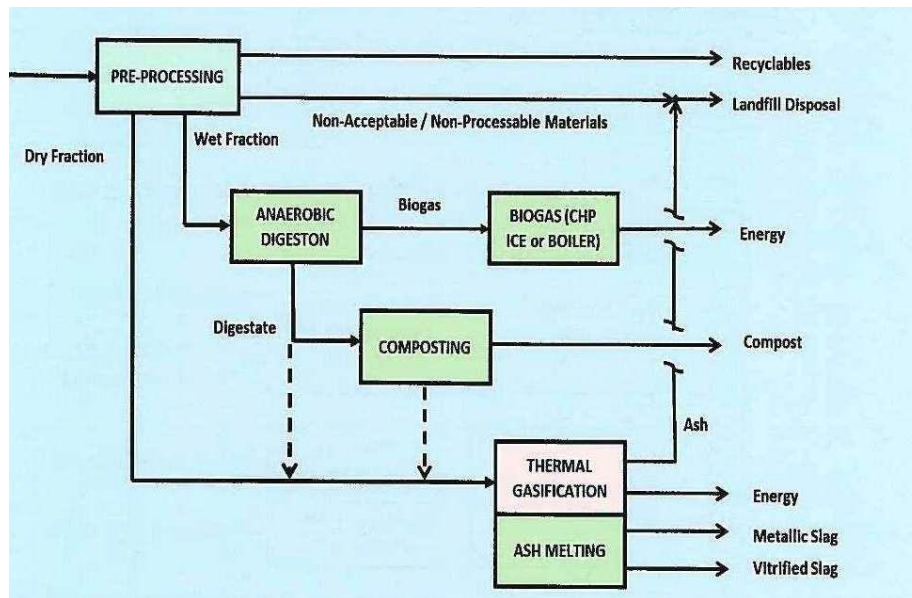 PRE-PROCESSING
Recyclables
Landfill Disposal
Non-Acceptable / Non-Processable Materials
Wet Fraction
Dry Fraction
ANAEROBIC
DIGESTON
Biogas
BIOGAS (CHP
ICE or BOILER)
Energy
Digestate
COMPOSTING
Compost
Ash
THERMAL
GASIFICATION
Energy
ASH MELTING
Metallic Slag
Vitrified Slag